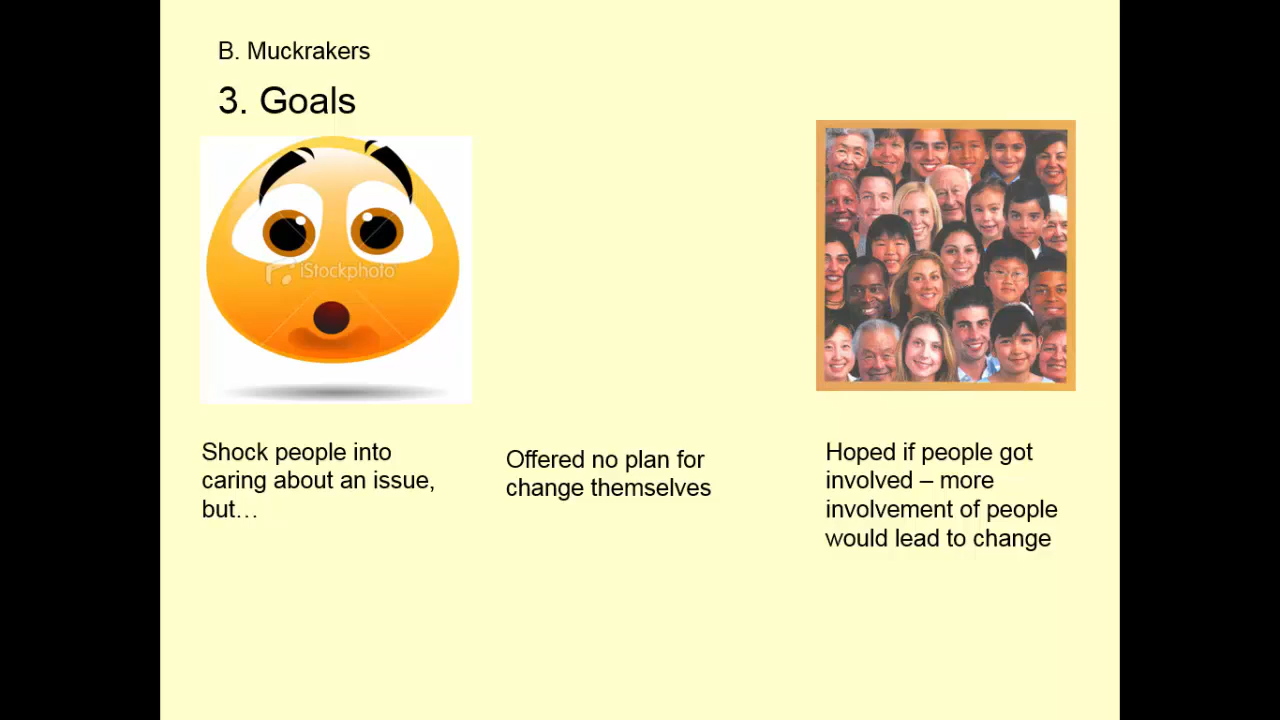 B. Muckrakers
3. Goals
iStockphoto
Shock people into
caring about an issue,
but…
Offered no plan for
change themselves
Hoped if people got
involved – more
involvement of people
would lead to change